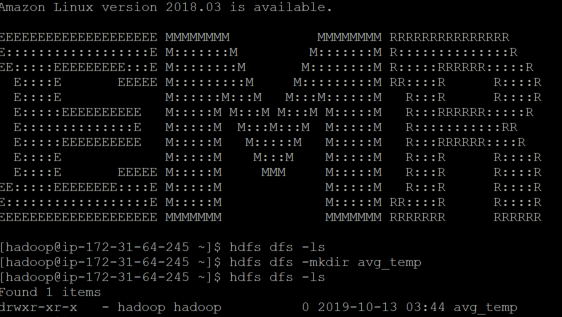 Amazon Linux version 2018.03 is available.
EEEEEEEEEEEEEEEEEEEE MMMMMMMM           MMMMMMMM RRRRRRRRRRRRRRR
E::::::::::::::::::E M:::::::M         M:::::::M R::::::::::::::R
EE:::::EEEEEEEEE:::E M::::::::M       M::::::::M R:::::RRRRRR:::::R
E::::E       EEEEE M:::::::::M     M:::::::::M RR::::R      R::::R
E::::E             M::::::M:::M   M:::M::::::M   R:::R      R::::R
E:::::EEEEEEEEEE   M:::::M M:::M M:::M M:::::M   R:::RRRRRR:::::R
E::::::::::::::E   M:::::M  M:::M:::M  M:::::M   R:::::::::::RR
E:::::EEEEEEEEEE   M:::::M   M:::::M   M:::::M   R:::RRRRRR::::R
E::::E             M:::::M    M:::M    M:::::M   R:::R      R::::R
E::::E       EEEEE M:::::M     MMM     M:::::M   R:::R      R::::R
EE:::::EEEEEEEE::::E M:::::M             M:::::M   R:::R      R::::R
E::::::::::::::::::E M:::::M             M:::::M RR::::R      R::::R
EEEEEEEEEEEEEEEEEEEE MMMMMMM             MMMMMMM RRRRRRR      RRRRRR
[hadoop@ip-172-31-64-245 ~]$ hdfs dfs -ls
[hadoop@ip-172-31-64-245 ~]$ hdfs dfs -mkdir avg_temp
[hadoop@ip-172-31-64-245 ~]$ hdfs dfs -ls
Found 1 items
drwxr-xr-x   - hadoop hadoop          0 2019-10-13 03:44 avg_temp